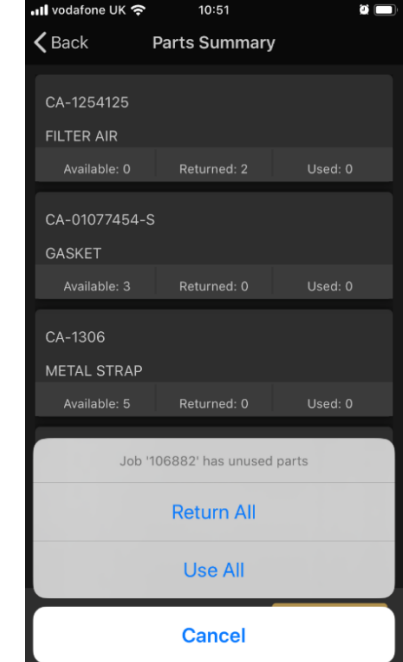 vodafone UK 10:51
Back Parts Summary
CA-1254125
FILTER AIR
Available: 0 Returned: 2 Used: 0
CA-01077454-S
GASKET
Available: 3 Returned: 0 Used: 0
CA-1306
METAL STRAP
Available: 5 Returned: 0 Used: 0
Job '106882' has unused parts
Return All
Use All
Cancel